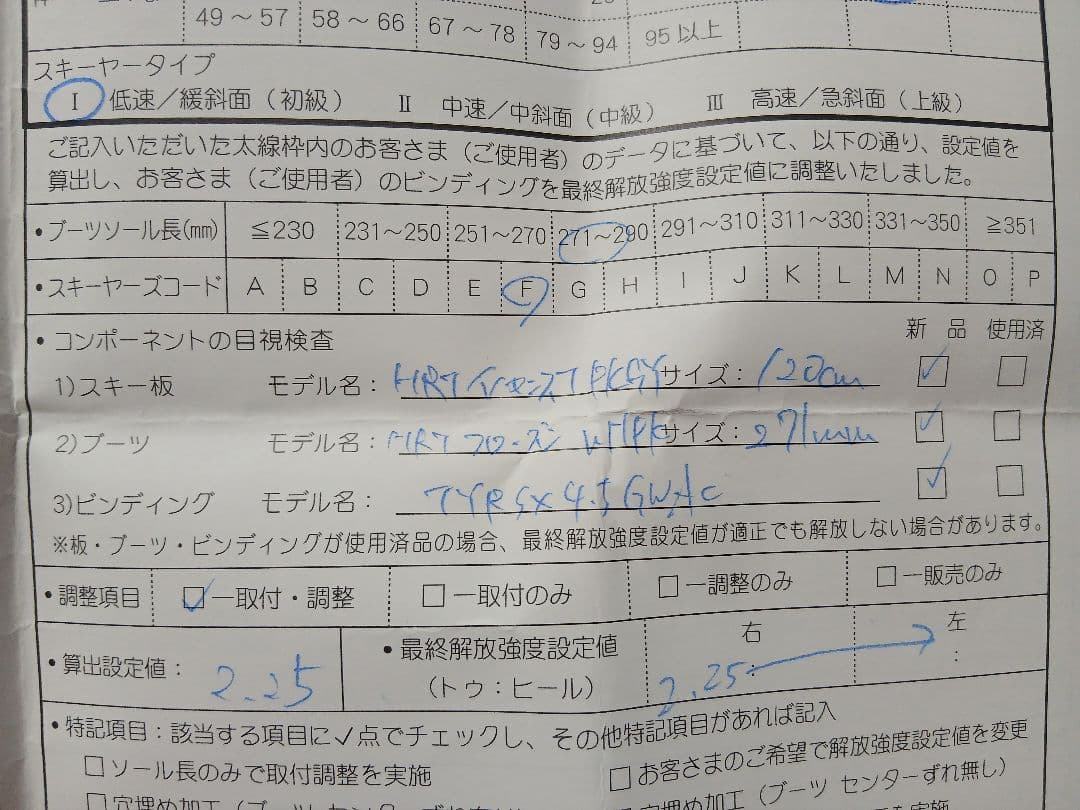 49～57 58～66 67～78 79～94 95以上
スキーヤータイプ
Ⅰ 低速／緩斜面（初級） Ⅱ 中速／中斜面（中級） Ⅲ 高速／急斜面（上級）
ご記入いただいた太線枠内のお客さま（ご使用者）のデータに基づいて、以下の通り、設定値を
算出し、お客さま（ご使用者）のビンディングを最終解放強度設定値に調整いたしました。
・ブーツソール長(mm) ≦230 231～250 251～270 271～290 291～310 311～330 331～350 ≧351
・スキーヤーズコード A B C D E F G H I J K L M N O P
・コンポーネントの目視検査 新品 使用済
1)スキー板 モデル名： HRT サイズ：120cm
2)ブーツ モデル名： HRT サイズ：271mm
3)ビンディング モデル名： TYRSX4.5GWAC
※板・ブーツ・ビンディングが使用済品の場合、最終解放強度設定値が適正でも解放しない場合があります。
・調整項目 ☑－取付・調整 □－取付のみ □－調整のみ □－販売のみ
・算出設定値： 2.25 ・最終解放強度設定値 右 左
（トゥ：ヒール） 2.25： ：
・特記項目：該当する項目に✓点でチェックし、その他特記項目があれば記入
□ソール長のみで取付調整を実施 □お客さまのご希望で解放強度設定値を変更